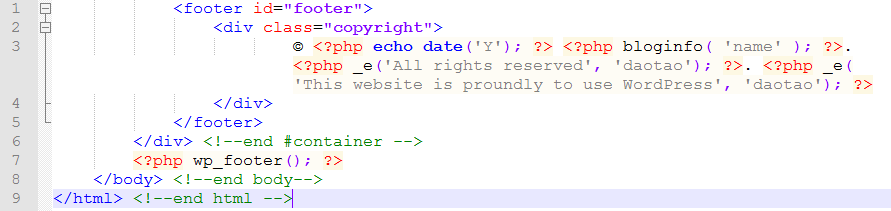 1 <footer id="footer">
2 <div class="copyright">
3 © <?php echo date('Y'); ?> <?php bloginfo( 'name' ); ?>.
<?php _e('All rights reserved', 'daotao'); ?>. <?php _e(
'This website is proundly to use WordPress', 'daotao'); ?>
4 </div>
5 </footer>
6 </div> <!--end #container -->
7 <?php wp_footer(); ?>
8 </body> <!--end body-->
9 </html> <!--end html -->